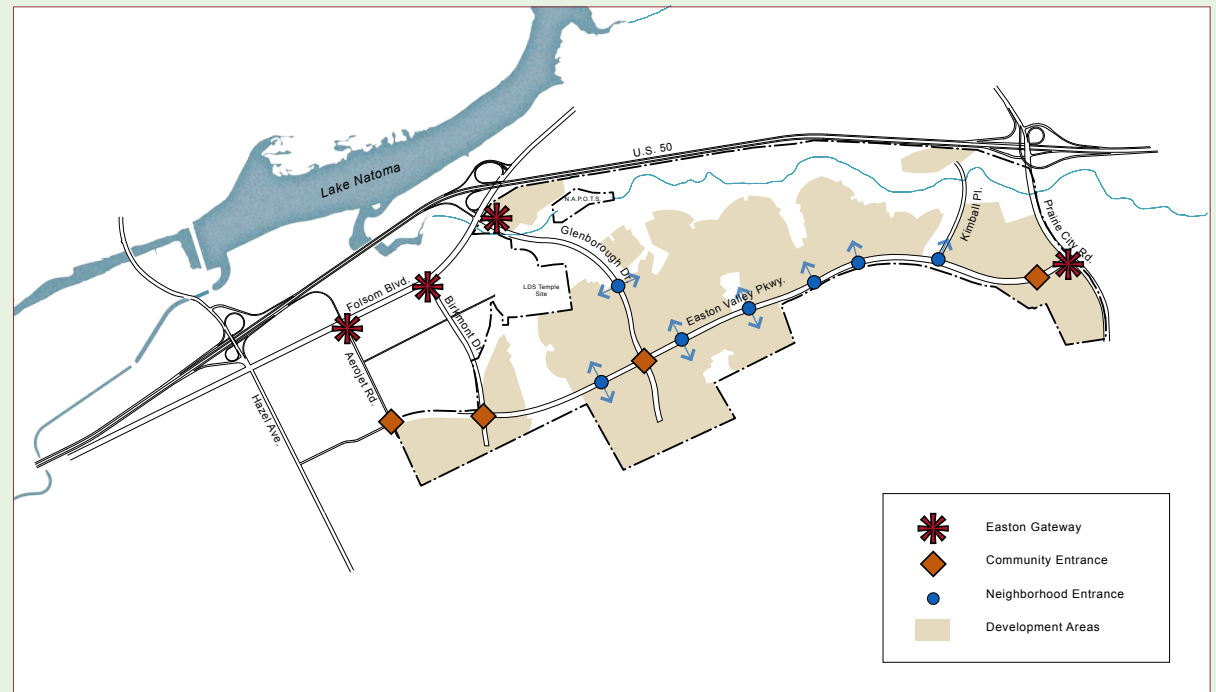 U.S. 50
Lake Natoma
N.A.P.O.T.S.
Glenborough Dr.
Kimball Pl.
Prairie City Rd.
LDS Temple
Site
Folsom Blvd.
Birkmont Dr.
Easton Valley Pkwy.
Aerojet Rd.
Hazel Ave.
Easton Gateway
Community Entrance
Neighborhood Entrance
Development Areas